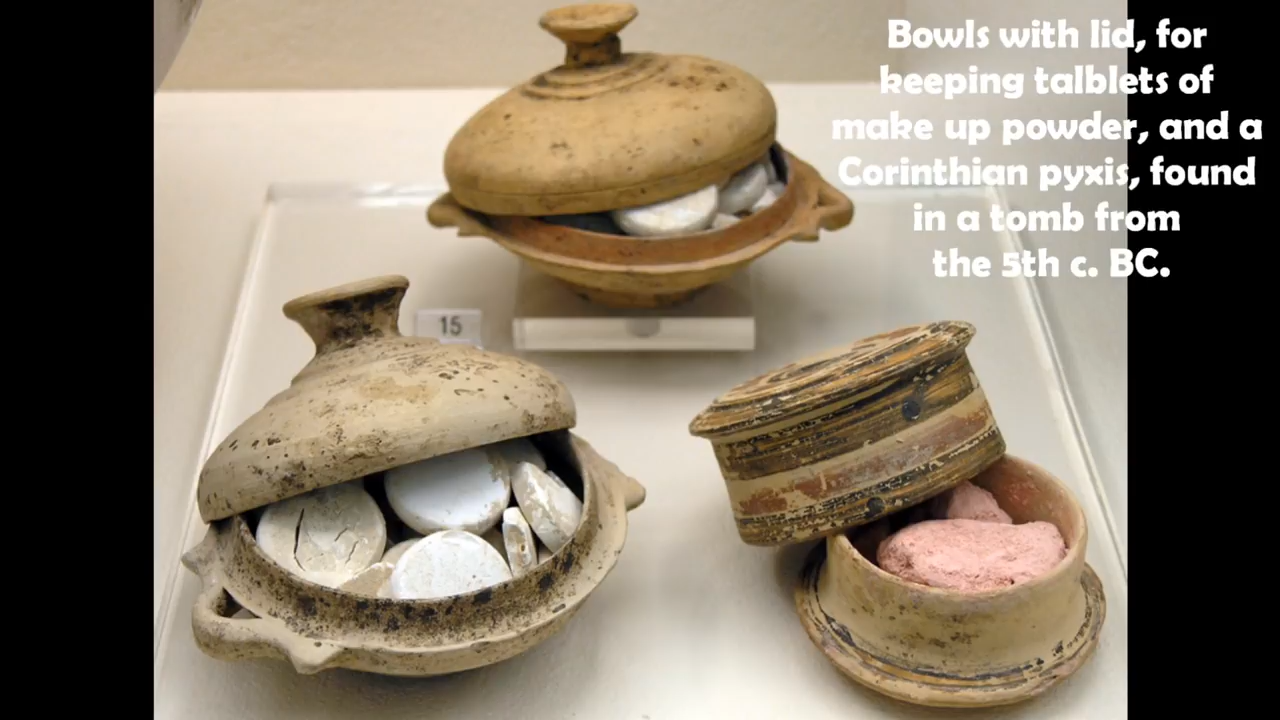 Bowls with lid, for
keeping talblets of
make up powder, and a
Corinthian pyxis, found
in a tomb from
the 5th c. BC.
15